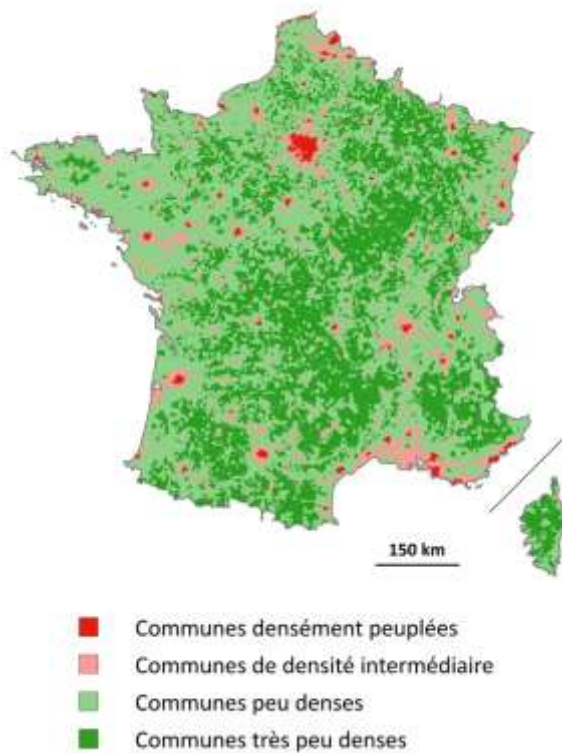 150 km
Communes densément peuplées
Communes de densité intermédiaire
Communes peu denses
Communes très peu denses